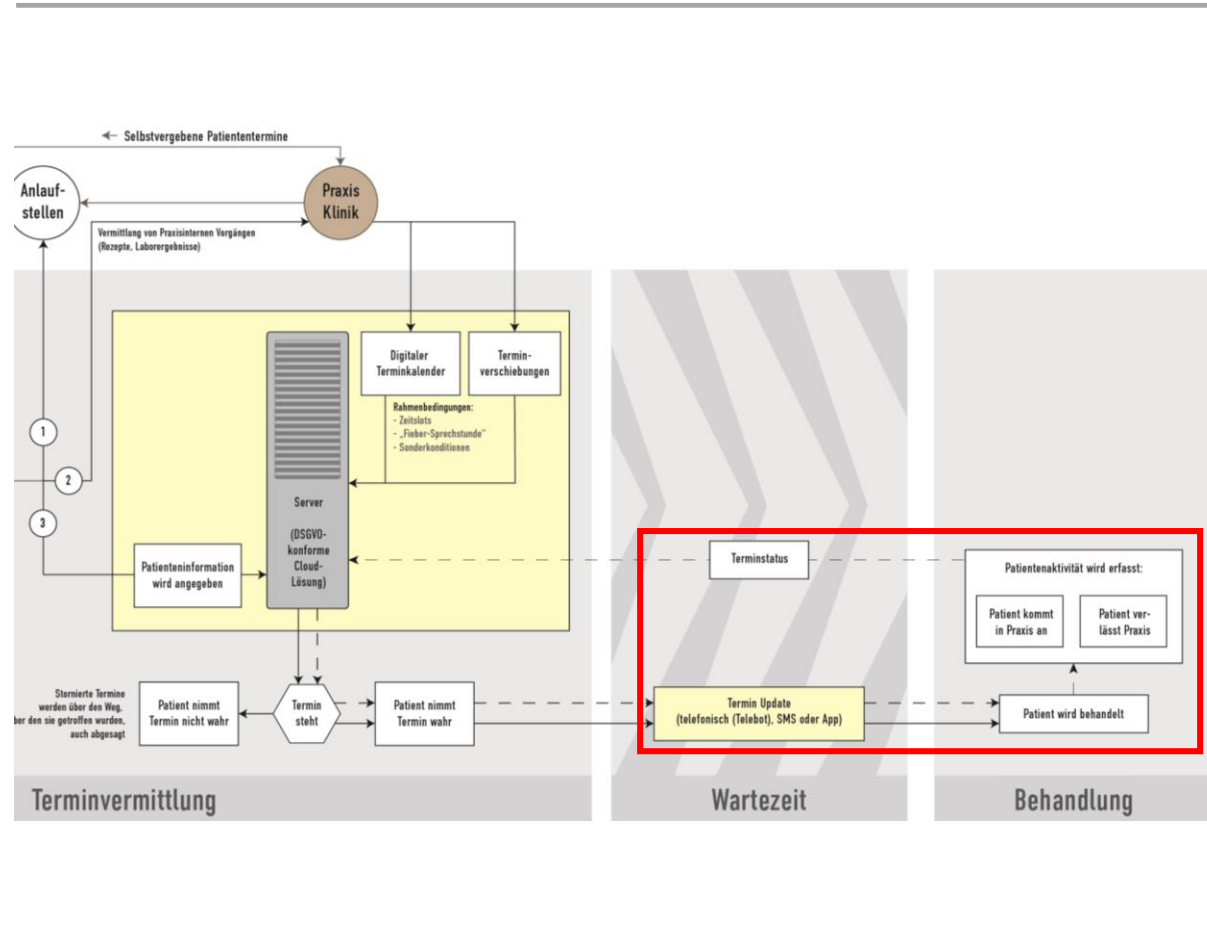 Selbstvergebene Patiententermine
Anlauf-
stellen
Praxis
Klinik
Vermittlung von Praxisinternen Vorgängen
(Rezepte, Laborergebnisse)
Digitaler
Terminkalender
Termin-
verschiebungen
Rahmenbedingungen:
- Zeitslots
- „Fieber-Sprechstunde“
- Sonderkonditionen
1
2
3
Server
(DSGVO-
konforme
Cloud-
Lösung)
Patienteninformation
wird angegeben
Terminstatus
Patientenaktivität wird erfasst:
Patient kommt
in Praxis an
Patient ver-
lässt Praxis
Stornierte Termine
werden über den Weg,
den sie getroffen wurden,
auch abgesagt
Patient nimmt
Termin nicht wahr
Termin
steht
Patient nimmt
Termin wahr
Termin Update
(telefonisch (Telebot), SMS oder App)
Patient wird behandelt
Terminvermittlung
Wartezeit
Behandlung